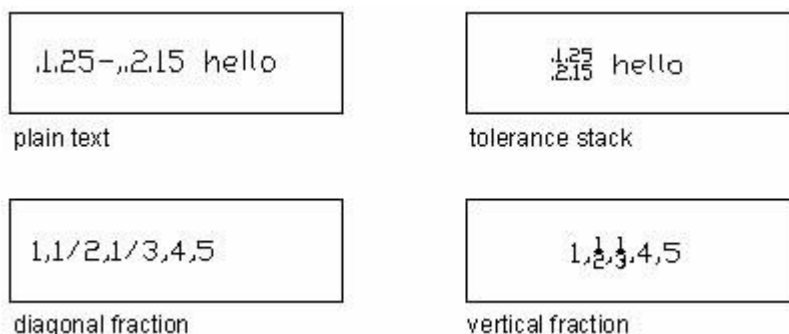 .1.25-,.2.15 hello
plain text
.1.25
.2.15 hello
tolerance stack
1,1/2,1/3,4,5
diagonal fraction
1,1/2,1/3,4,5
vertical fraction